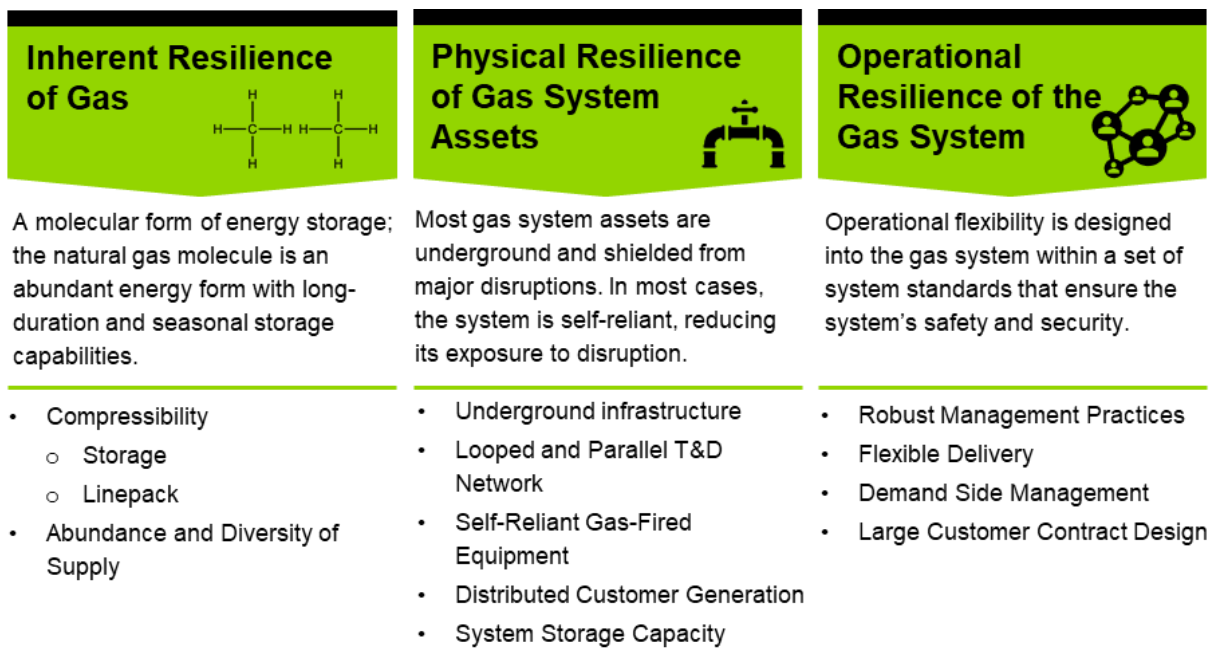 Inherent Resilience
of Gas
H H
H—C—H H—C—H
H H
A molecular form of energy storage;
the natural gas molecule is an
abundant energy form with long-
duration and seasonal storage
capabilities.
• Compressibility
o Storage
o Linepack
• Abundance and Diversity of
Supply
Physical Resilience
of Gas System
Assets
Most gas system assets are
underground and shielded from
major disruptions. In most cases,
the system is self-reliant, reducing
its exposure to disruption.
• Underground infrastructure
• Looped and Parallel T&D
Network
• Self-Reliant Gas-Fired
Equipment
• Distributed Customer Generation
• System Storage Capacity
Operational
Resilience of the
Gas System
Operational flexibility is designed
into the gas system within a set of
system standards that ensure the
system's safety and security.
• Robust Management Practices
• Flexible Delivery
• Demand Side Management
• Large Customer Contract Design